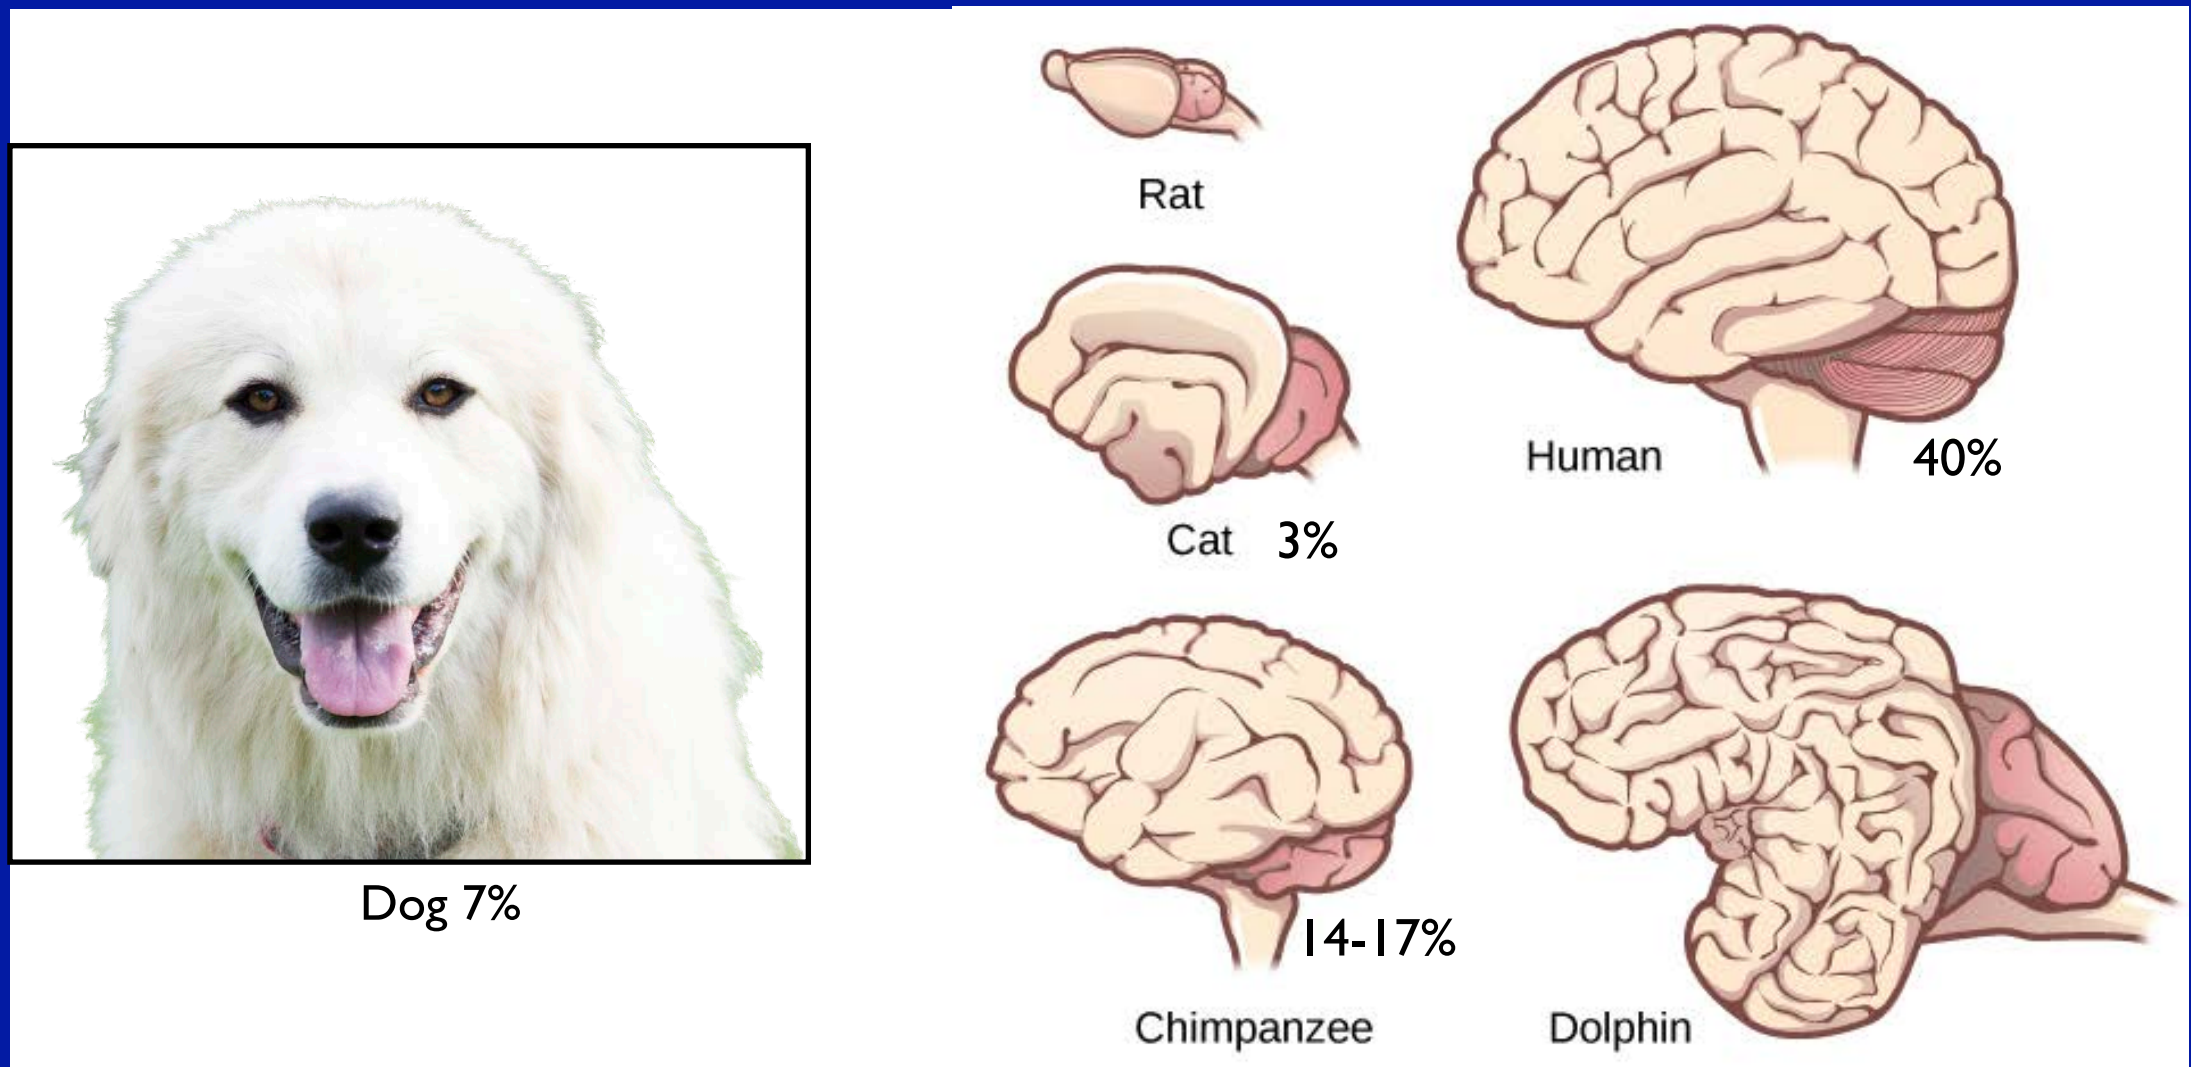 Dog 7%
Rat
Cat 3%
Human 40%
14-17%
Chimpanzee
Dolphin